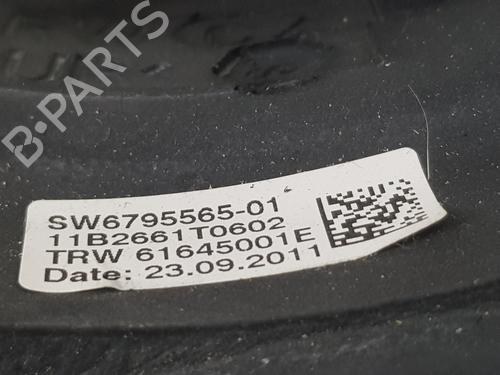 B-PARTS
SW6795565-01
11B2661T0602
TRW 61645001E
Date: 23.09.2011